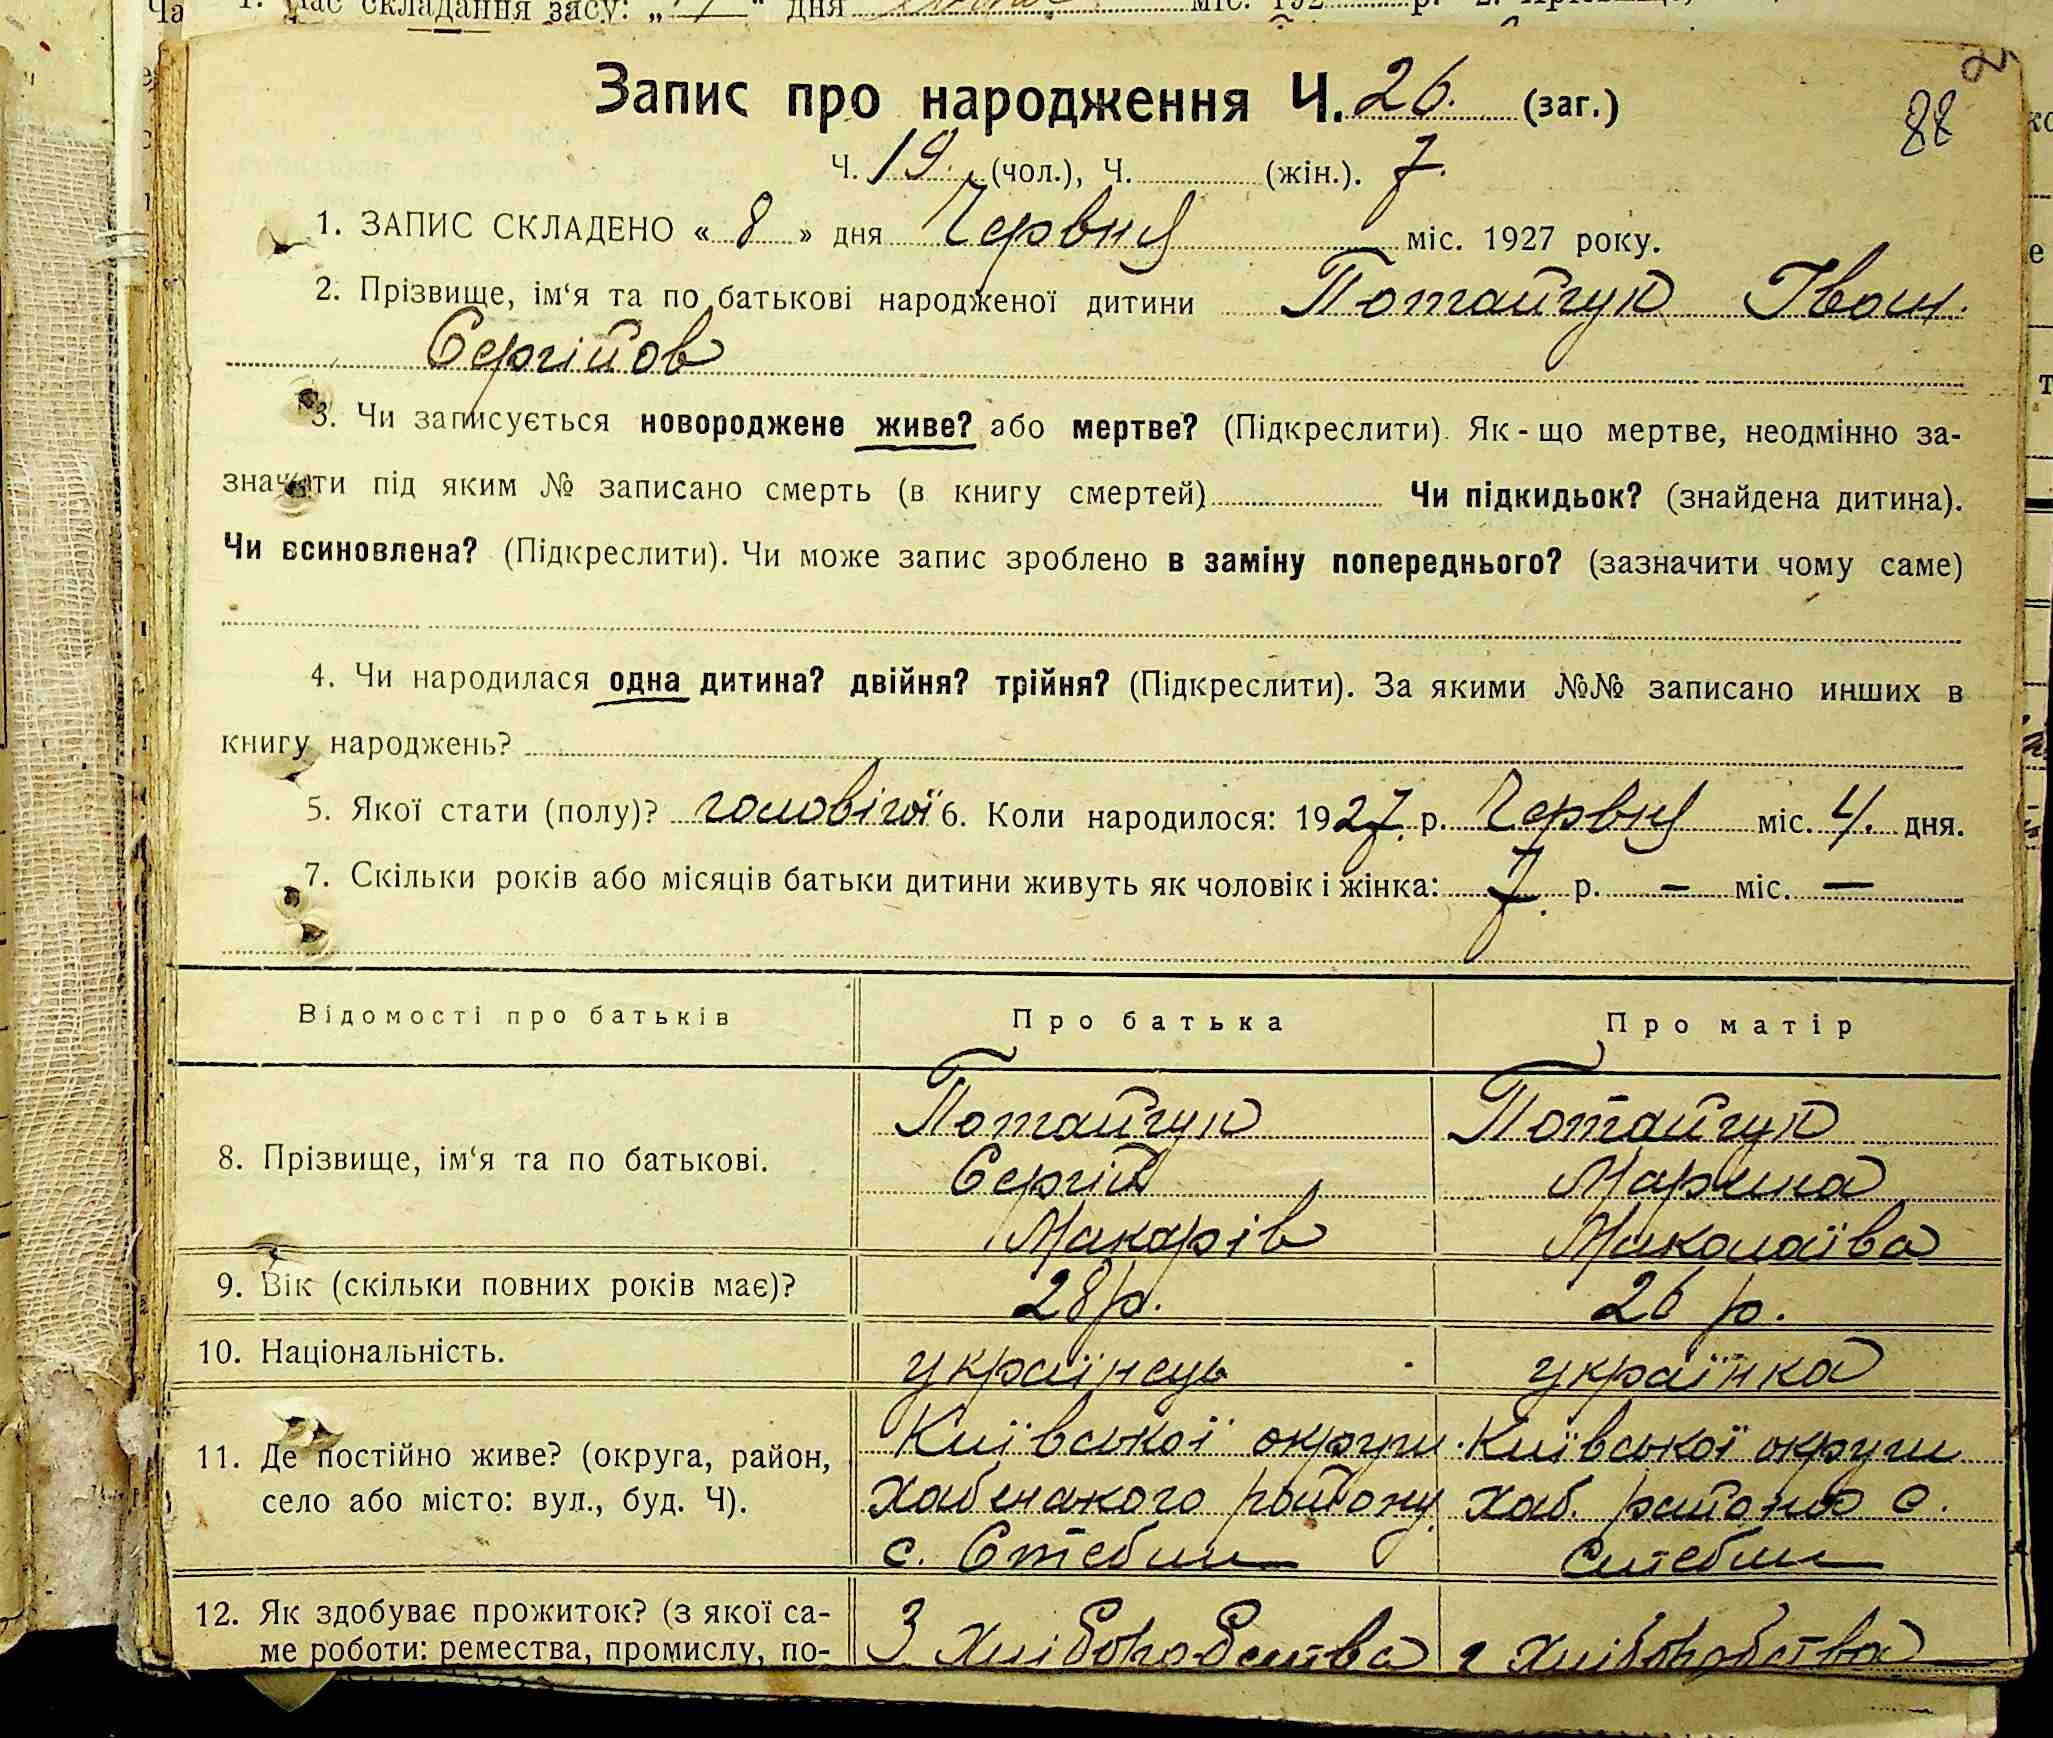 Запис про народження Ч. 26. (заг.)
88
Ч. 19. (чол.), Ч. (жін.). 7.
1. ЗАПИС СКЛАДЕНО « 8 » дня Червня міс. 1927 року.
2. Прізвище, ім‘я та по батькові народженої дитини Потайчук Іван
Сергійов
3. Чи записується новороджене живе? або мертве? (Підкреслити). Як-що мертве, неодмінно за-
значити під яким № записано смерть (в книгу смертей) Чи підкидьок? (знайдена дитина).
Чи всиновлена? (Підкреслити). Чи може запис зроблено в заміну попереднього? (зазначити чому саме)
4. Чи народилася одна дитина? двійня? трійня? (Підкреслити). За якими №№ записано инших в
книгу народжень?
5. Якої стати (полу)? чоловічої 6. Коли народилося: 1927 р. Червня міс. 4. дня.
7. Скільки років або місяців батьки дитини живуть як чоловік і жінка: 7. р. — міс. —
Відомості про батьків Про батька Про матір
8. Прізвище, ім‘я та по батькові.
Потайчук Потайчук
Сергій Марина
Макарів Миколаїва
9. Вік (скільки повних років має)? 28 р. 26 р.
10. Національність. українець українка
11. Де постійно живе? (округа, район,
село або місто: вул., буд. Ч).
Київської округи Київської округи
Хабенського району Хаб. району с.
с. Стебли Стебли
12. Як здобуває прожиток? (з якої са-
ме роботи: ремества, промислу, по-
З хліборобства з хліборобства